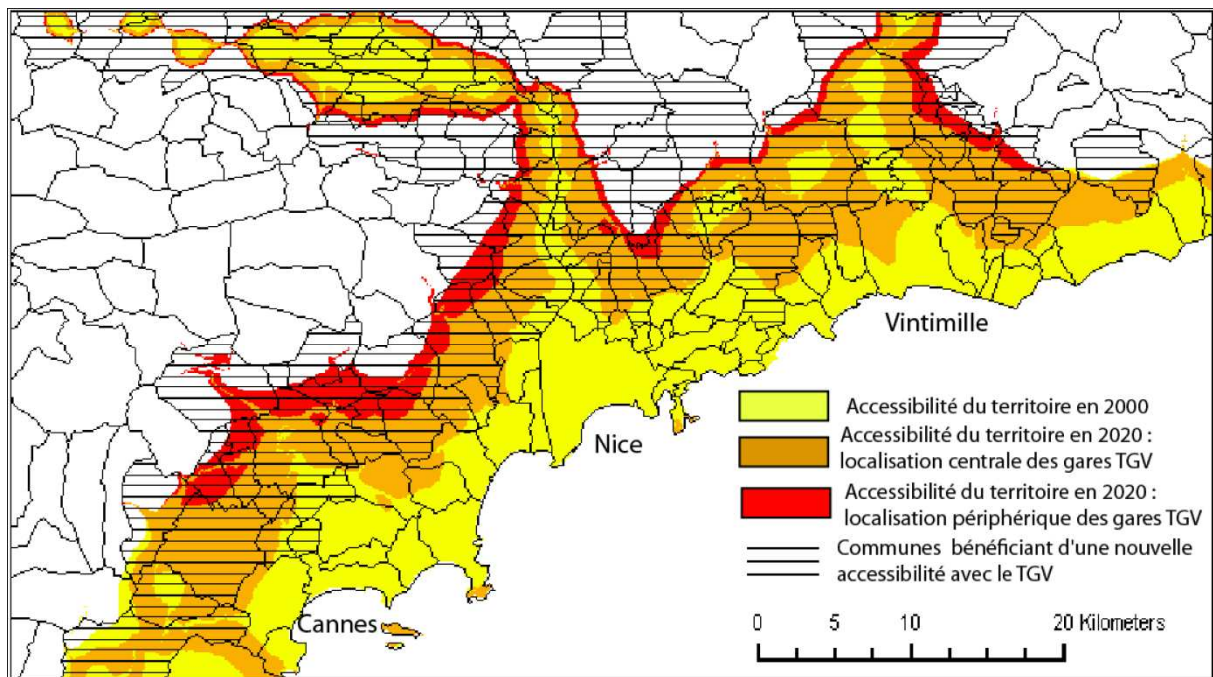 Vintimille
Nice
Cannes
Accessibilité du territoire en 2000
Accessibilité du territoire en 2020 :
localisation centrale des gares TGV
Accessibilité du territoire en 2020 :
localisation périphérique des gares TGV
Communes bénéficiant d'une nouvelle
accessibilité avec le TGV
0 5 10 20 Kilometers